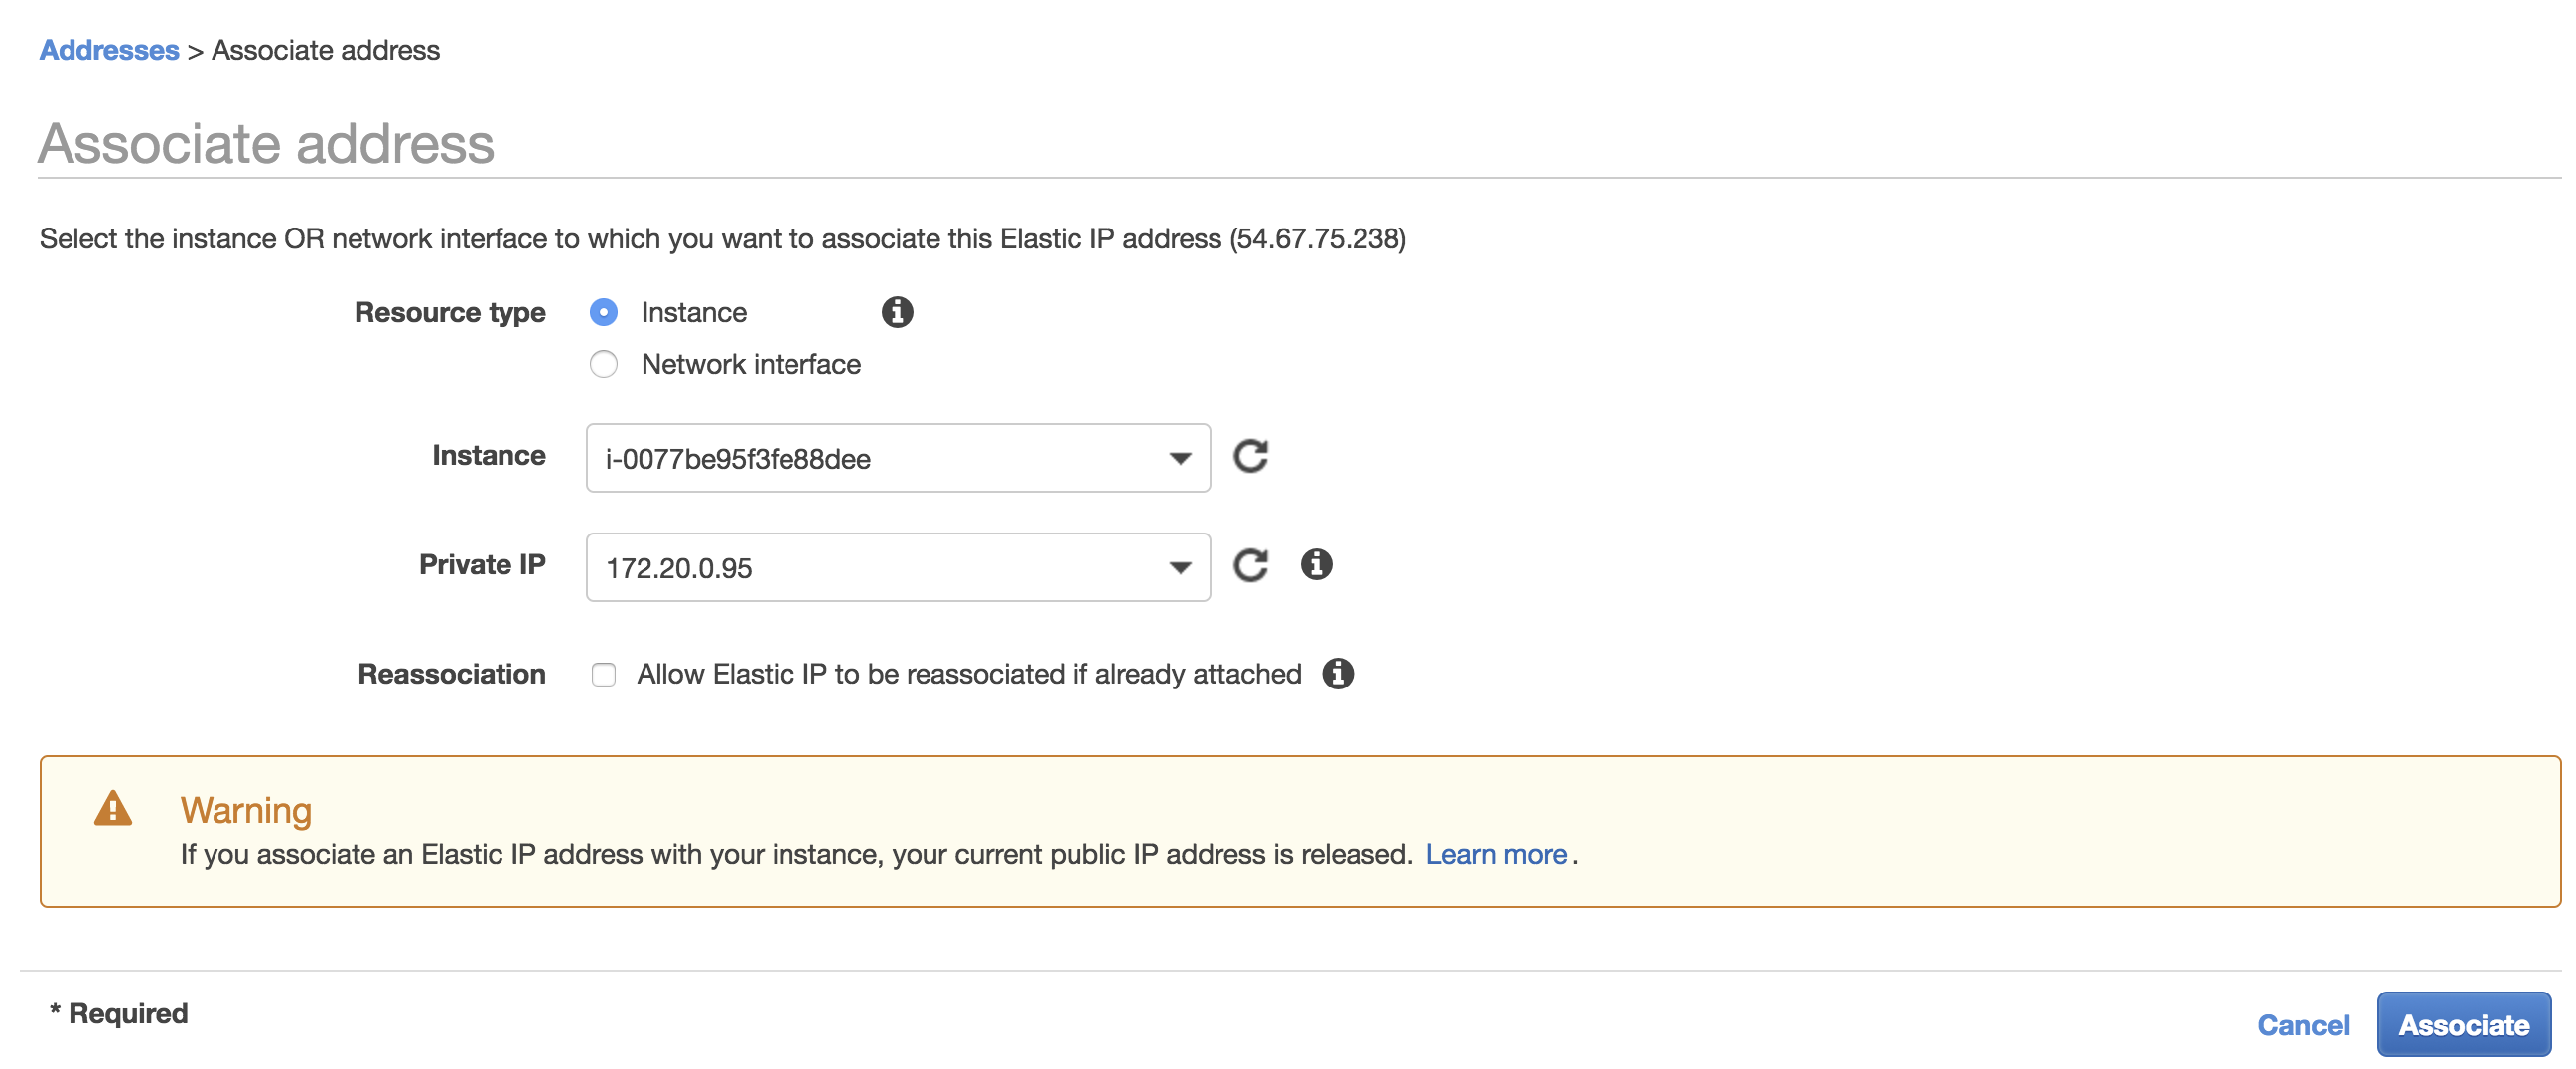 Addresses > Associate address
Associate address
Select the instance OR network interface to which you want to associate this Elastic IP address (54.67.75.238)
Resource type Instance
Network interface
Instance i-0077be95f3fe88dee
Private IP 172.20.0.95
Reassociation Allow Elastic IP to be reassociated if already attached
Warning
If you associate an Elastic IP address with your instance, your current public IP address is released. Learn more.
* Required
Cancel Associate